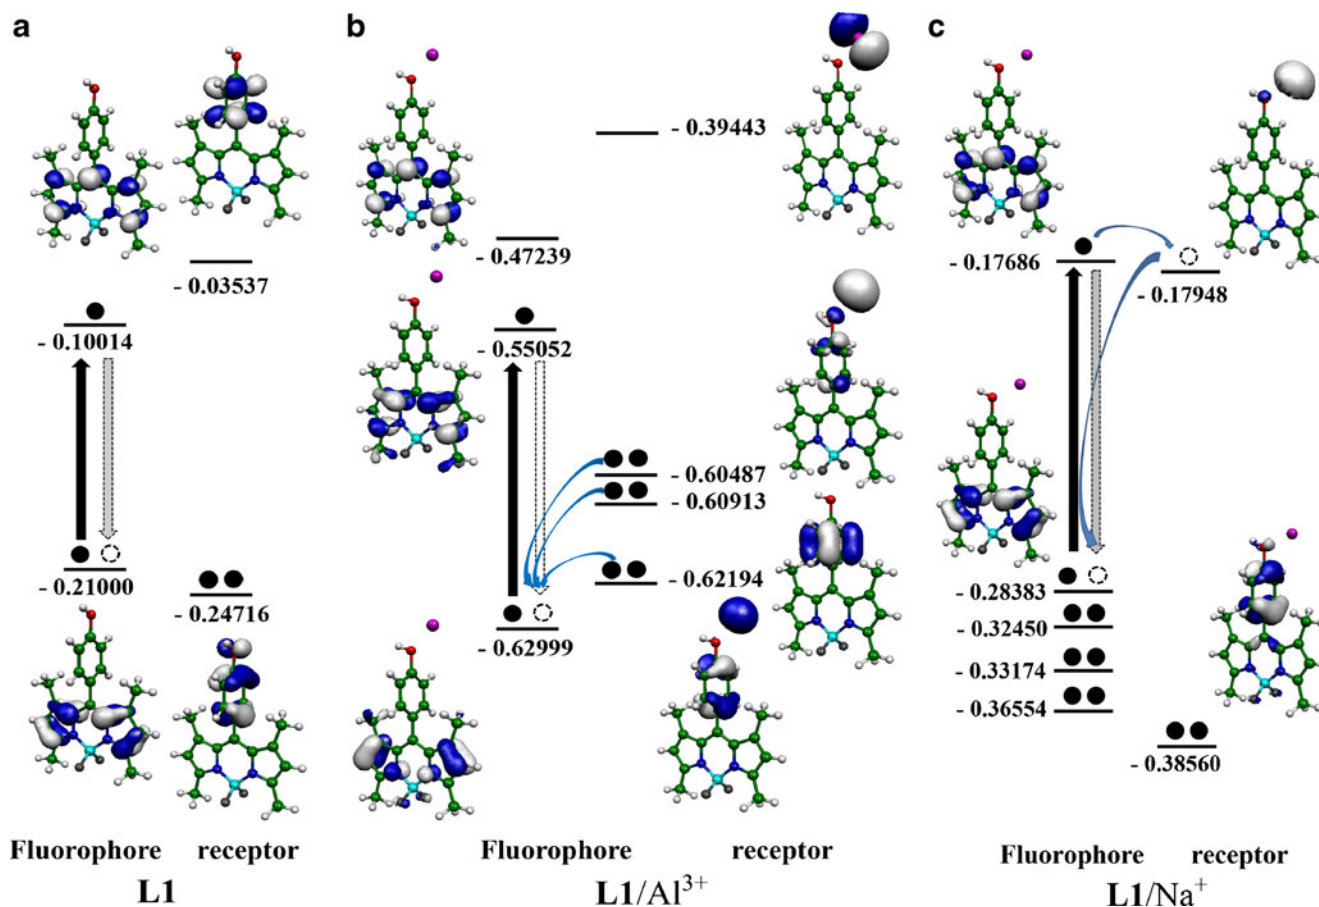 a
b
c
- 0.03537
- 0.10014
- 0.21000
- 0.24716
- 0.39443
- 0.47239
- 0.55052
- 0.60487
- 0.60913
- 0.62194
- 0.62999
- 0.17686
- 0.17948
- 0.28383
- 0.32450
- 0.33174
- 0.36554
- 0.38560
Fluorophore receptor
L1
Fluorophore receptor
L1/Al³⁺
Fluorophore receptor
L1/Na⁺